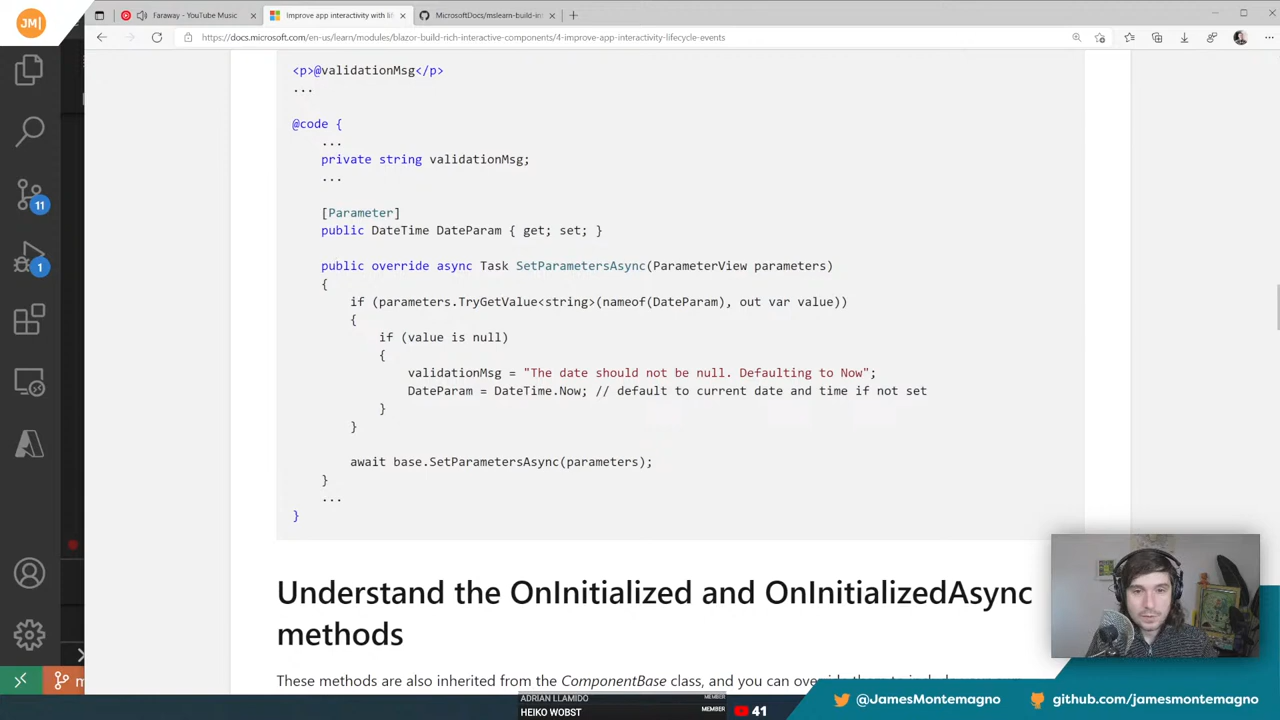 JM|
Faraway - YouTube Music
Improve app interactivity with li
MicrosoftDocs/mslearn-build-in
https://docs.microsoft.com/en-us/learn/modules/blazor-build-rich-interactive-components/4-improve-app-interactivity-lifecycle-events
<p>@validationMsg</p>
...
@code {
...
private string validationMsg;
...
[Parameter]
public DateTime DateParam { get; set; }
public override async Task SetParametersAsync(ParameterView parameters)
{
if (parameters.TryGetValue<string>(nameof(DateParam), out var value))
{
if (value is null)
{
validationMsg = "The date should not be null. Defaulting to Now";
DateParam = DateTime.Now; // default to current date and time if not set
}
}
await base.SetParametersAsync(parameters);
}
...
}
Understand the OnInitialized and OnInitializedAsync
methods
These methods are also inherited from the ComponentBase class, and you can override them to include
11
1
m
ADRIAN LLAMIDO
MEMBER
HEIKO WOBST
MEMBER
41
@JamesMontemagno
github.com/jamesmontemagno